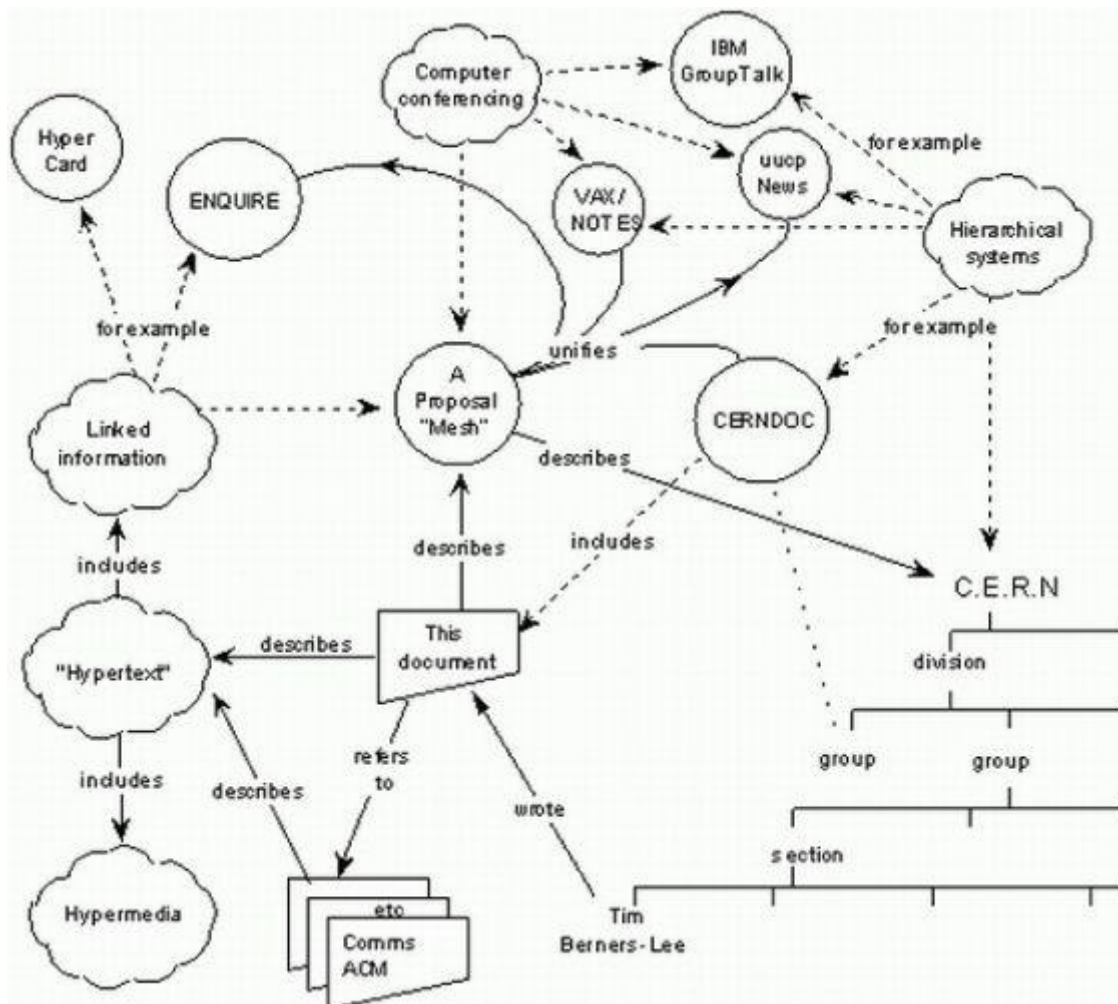 IBM
GroupTalk
Computer
conferencing
Hyper
Card
for example
uucp
News
ENQUIRE
VAX/
NOTES
Hierarchical
systems
for example
for example
unifies
A
Proposal
"Mesh"
CERNDOC
Linked
information
describes
includes
describes
includes
C.E.R.N
This
document
describes
"Hypertext"
division
refers
to
group
group
includes
describes
wrote
section
Hypermedia
etc
Tim
Berners-Lee
Comms
ACM